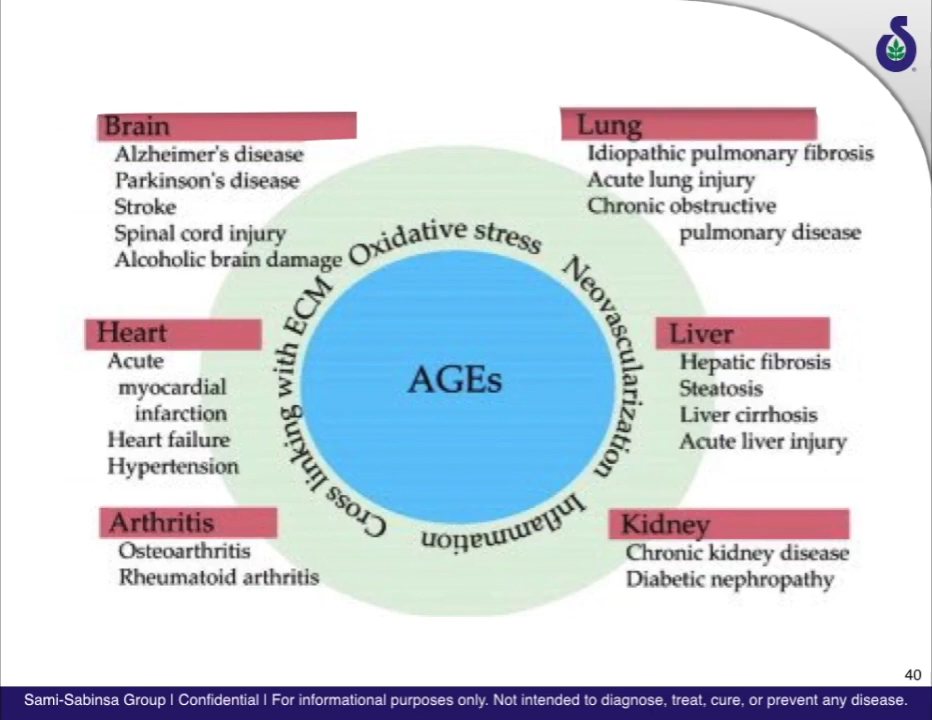 Brain
Alzheimer's disease
Parkinson's disease
Stroke
Spinal cord injury
Alcoholic brain damage
Lung
Idiopathic pulmonary fibrosis
Acute lung injury
Chronic obstructive
pulmonary disease
Oxidative stress
Neovascularization
Inflammation
Cross linking with ECM
AGEs
Heart
Acute
myocardial
infarction
Heart failure
Hypertension
Liver
Hepatic fibrosis
Steatosis
Liver cirrhosis
Acute liver injury
Arthritis
Osteoarthritis
Rheumatoid arthritis
Kidney
Chronic kidney disease
Diabetic nephropathy
40
Sami-Sabinsa Group | Confidential | For informational purposes only. Not intended to diagnose, treat, cure, or prevent any disease.